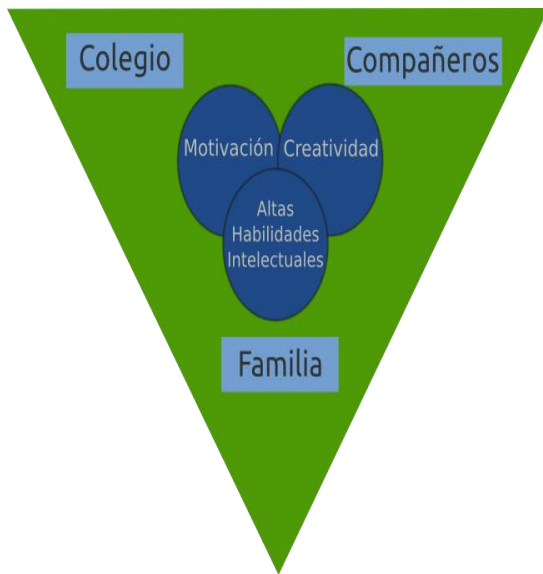 Colegio
Compañeros
Motivación
Creatividad
Altas
Habilidades
Intelectuales
Familia